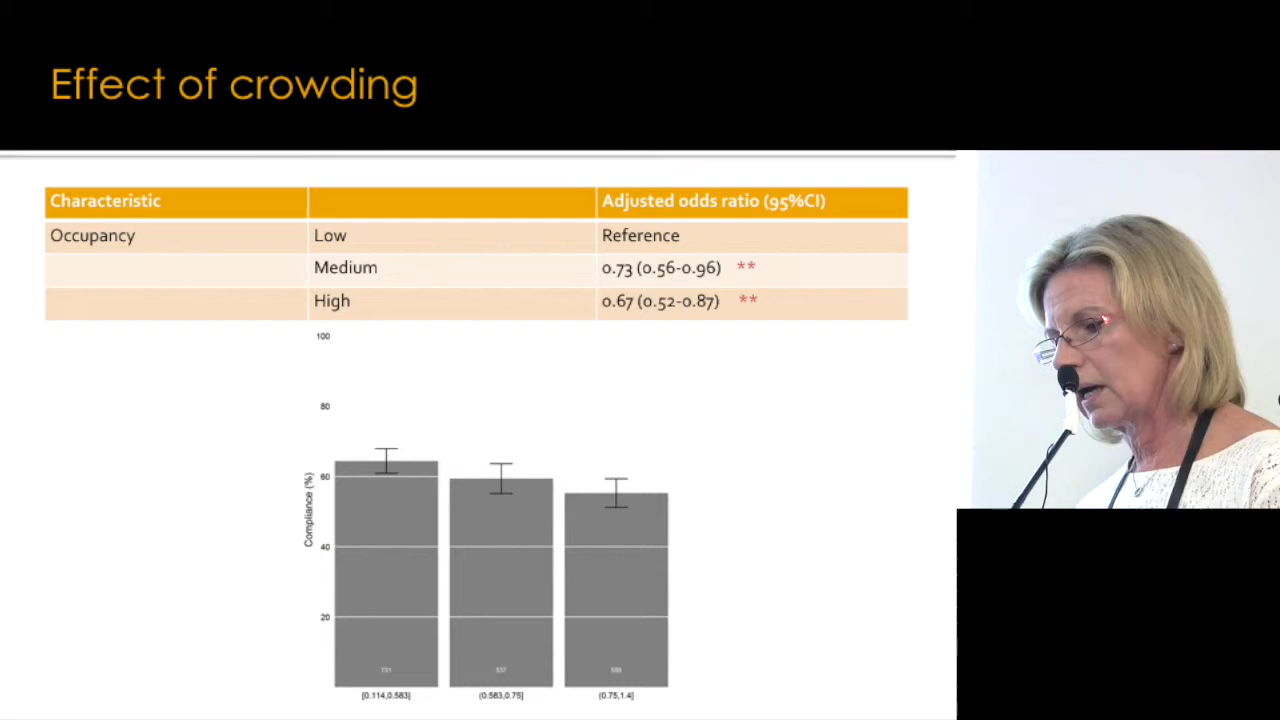 Effect of crowding
Characteristic Adjusted odds ratio (95%CI)
Occupancy Low Reference
Medium 0.73 (0.56-0.96) **
High 0.67 (0.52-0.87) **
100
80
60
40
20
Compliance (%)
[0.114,0.583] (0.583,0.75] (0.75,1.4]